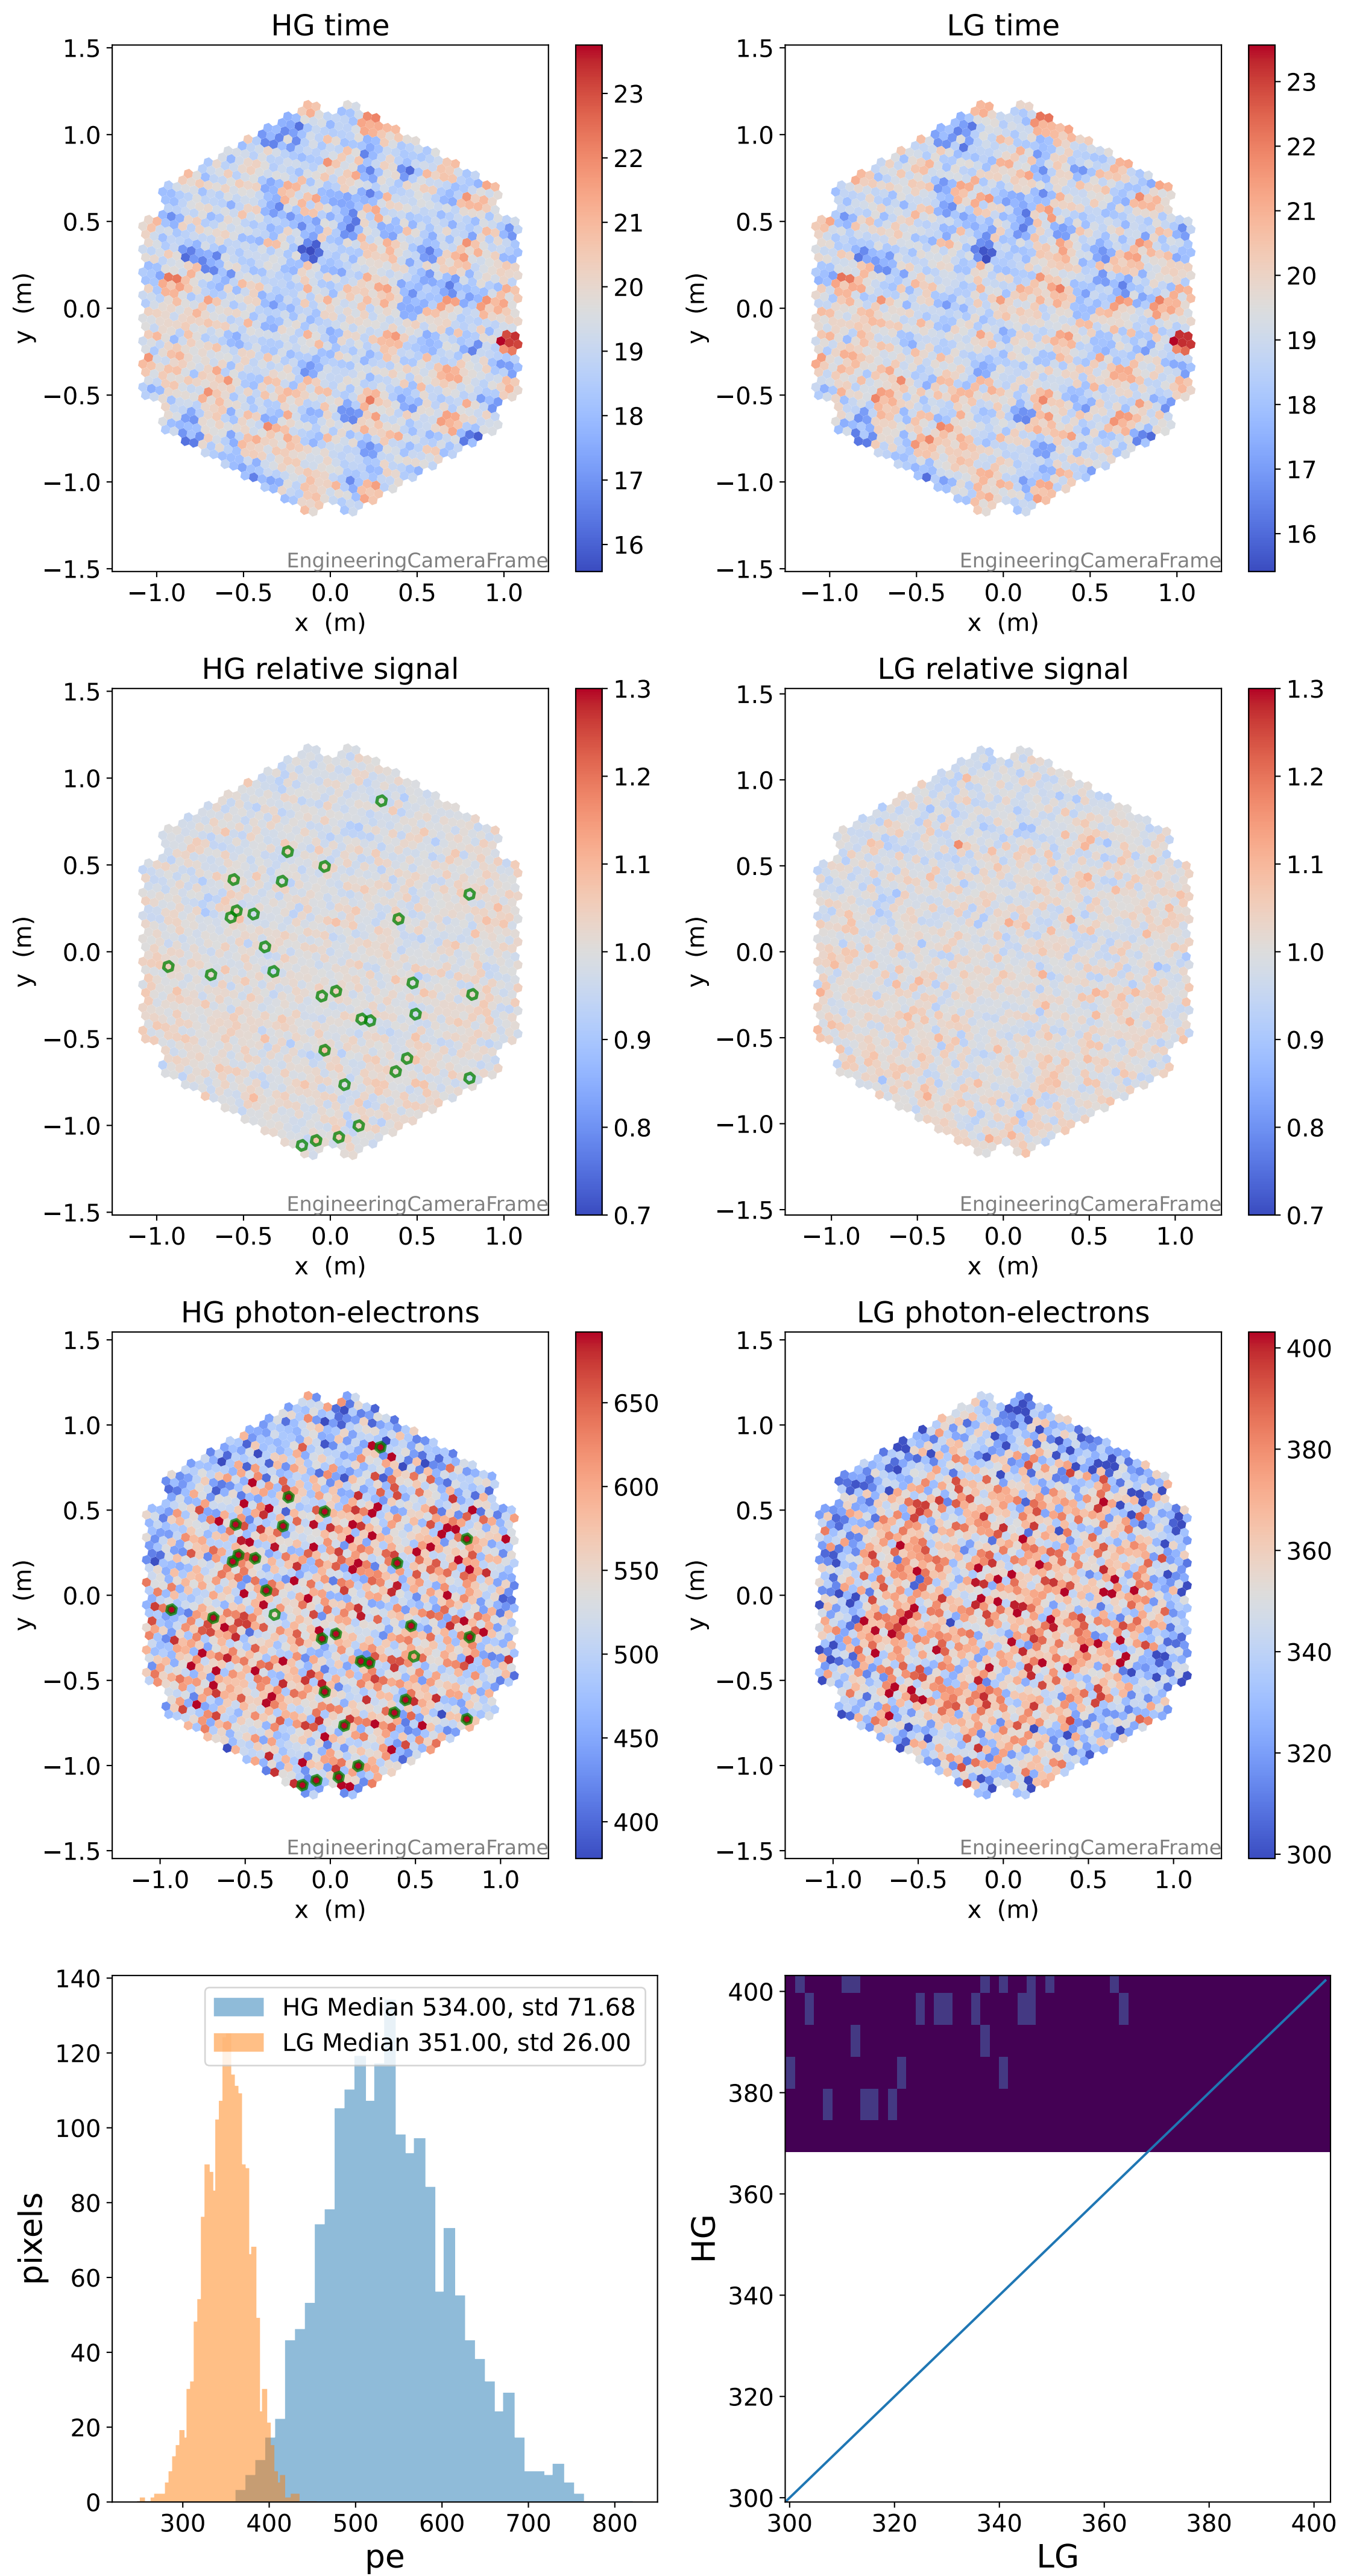 HG time
1.5
1.0
0.5
0.0
−0.5
−1.0
−1.5
y (m)
−1.0 −0.5 0.0 0.5 1.0
x (m)
EngineeringCameraFrame
23
22
21
20
19
18
17
16
LG time
1.5
1.0
0.5
0.0
−0.5
−1.0
−1.5
y (m)
−1.0 −0.5 0.0 0.5 1.0
x (m)
EngineeringCameraFrame
23
22
21
20
19
18
17
16
HG relative signal
1.5
1.0
0.5
0.0
−0.5
−1.0
−1.5
y (m)
−1.0 −0.5 0.0 0.5 1.0
x (m)
EngineeringCameraFrame
1.3
1.2
1.1
1.0
0.9
0.8
0.7
LG relative signal
1.5
1.0
0.5
0.0
−0.5
−1.0
−1.5
y (m)
−1.0 −0.5 0.0 0.5 1.0
x (m)
EngineeringCameraFrame
1.3
1.2
1.1
1.0
0.9
0.8
0.7
HG photon-electrons
1.5
1.0
0.5
0.0
−0.5
−1.0
−1.5
y (m)
−1.0 −0.5 0.0 0.5 1.0
x (m)
EngineeringCameraFrame
650
600
550
500
450
400
LG photon-electrons
1.5
1.0
0.5
0.0
−0.5
−1.0
−1.5
y (m)
−1.0 −0.5 0.0 0.5 1.0
x (m)
EngineeringCameraFrame
400
380
360
340
320
300
140
120
100
80
60
40
20
0
pixels
HG Median 534.00, std 71.68
LG Median 351.00, std 26.00
300 400 500 600 700 800
pe
400
380
360
340
320
300
HG
300 320 340 360 380 400
LG